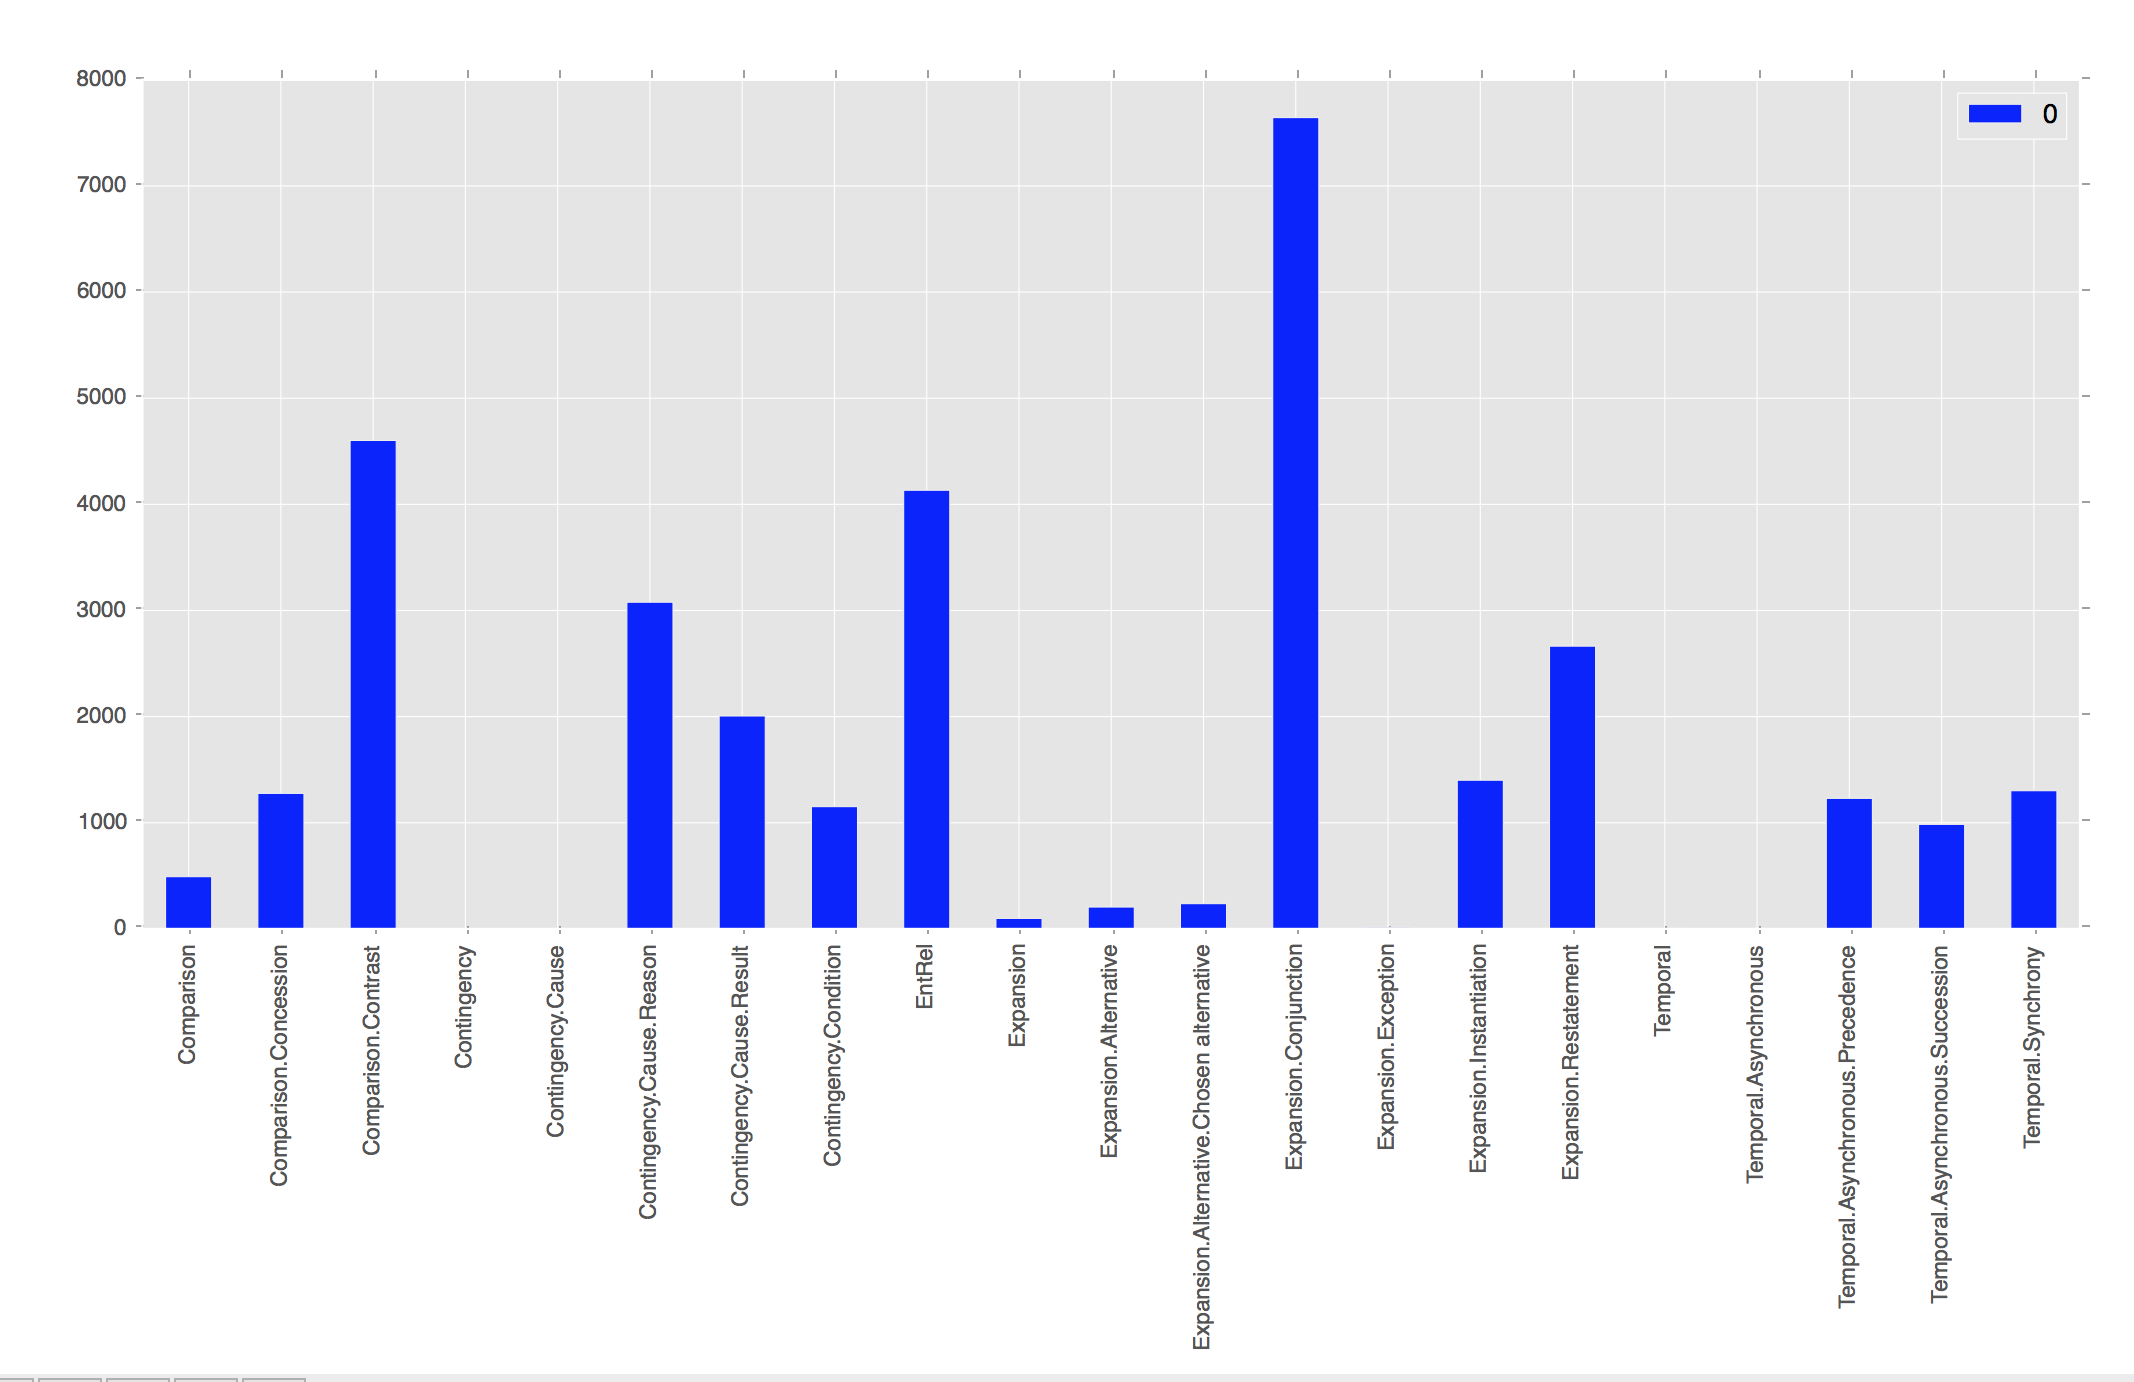 8000
7000
6000
5000
4000
3000
2000
1000
0
0
Comparison
Comparison.Concession
Comparison.Contrast
Contingency
Contingency.Cause
Contingency.Cause.Reason
Contingency.Cause.Result
Contingency.Condition
EntRel
Expansion
Expansion.Alternative
Expansion.Alternative.Chosen alternative
Expansion.Conjunction
Expansion.Exception
Expansion.Instantiation
Expansion.Restatement
Temporal
Temporal.Asynchronous
Temporal.Asynchronous.Precedence
Temporal.Asynchronous.Succession
Temporal.Synchrony